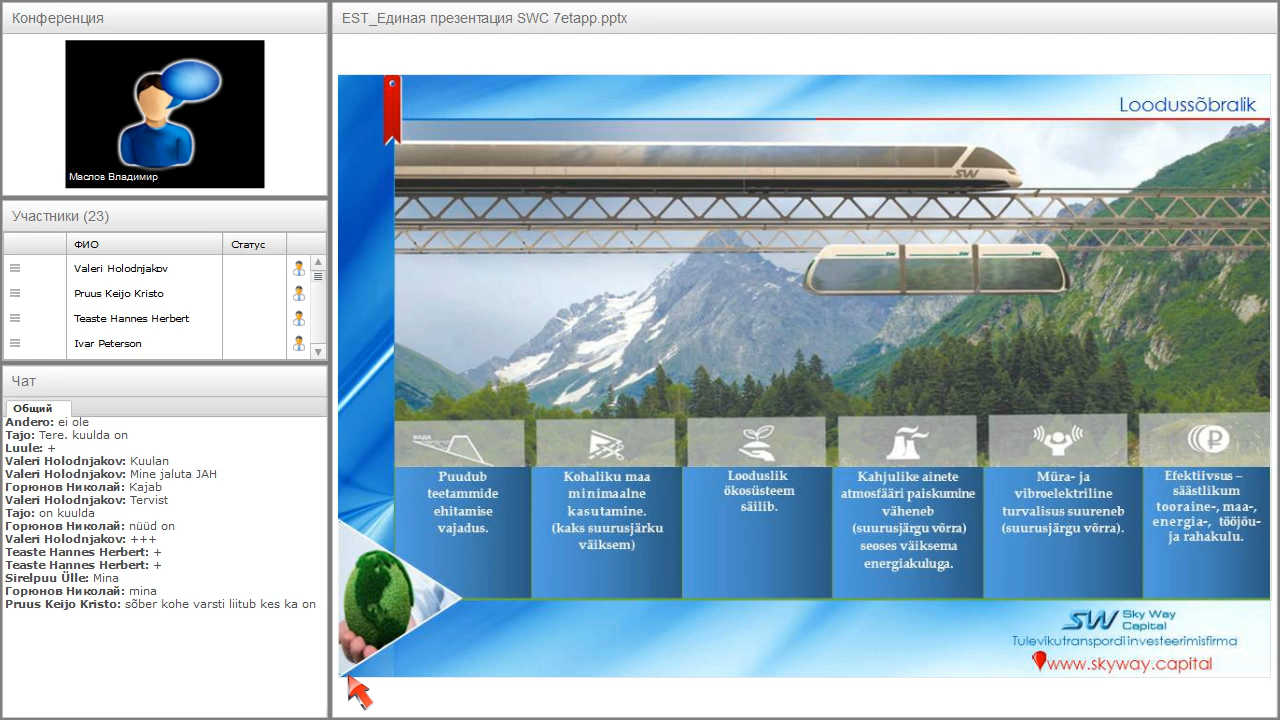 Конференция
Маслов Владимир
Участники (23)
ФИО
Статус
Valeri Holodnjakov
Pruus Keijo Kristo
Teaste Hannes Herbert
Ivar Peterson
Чат
Общий
Andero: ei ole
Tajo: Tere. kuulda on
Luule: +
Valeri Holodnjakov: Kuulan
Valeri Holodnjakov: Mine jaluta JAH
Горюнов Николай: Kajab
Valeri Holodnjakov: Tervist
Tajo: on kuulda
Горюнов Николай: nüüd on
Valeri Holodnjakov: +++
Teaste Hannes Herbert: +
Teaste Hannes Herbert: +
Sirelpuu Ülle: Mina
Горюнов Николай: mina
Pruus Keijo Kristo: sõber kohe varsti liitub kes ka on
EST_Единая презентация SWC 7etapp.pptx
Loodussõbralik
SW
Puudub
teetammide
ehitamise
vajadus.
Kohaliku maa
minimaalne
kasutamine.
(kaks suurusjärku
väiksem)
Looduslik
ökosüsteem
säilib.
Kahjulike ainete
atmosfääri paiskumine
väheneb
(suurusjärgu võrra)
seoses väiksema
energiakuluga.
Müra- ja
vibroelektriline
turvalisus suureneb
(suurusjärgu võrra).
Efektiivsus –
säästlikum
tooraine-, maa-,
energia-, tööjõu-
ja rahakulu.
SW Sky Way
Capital
Tulevikutranspordi investeerimisfirma
www.skyway.capital